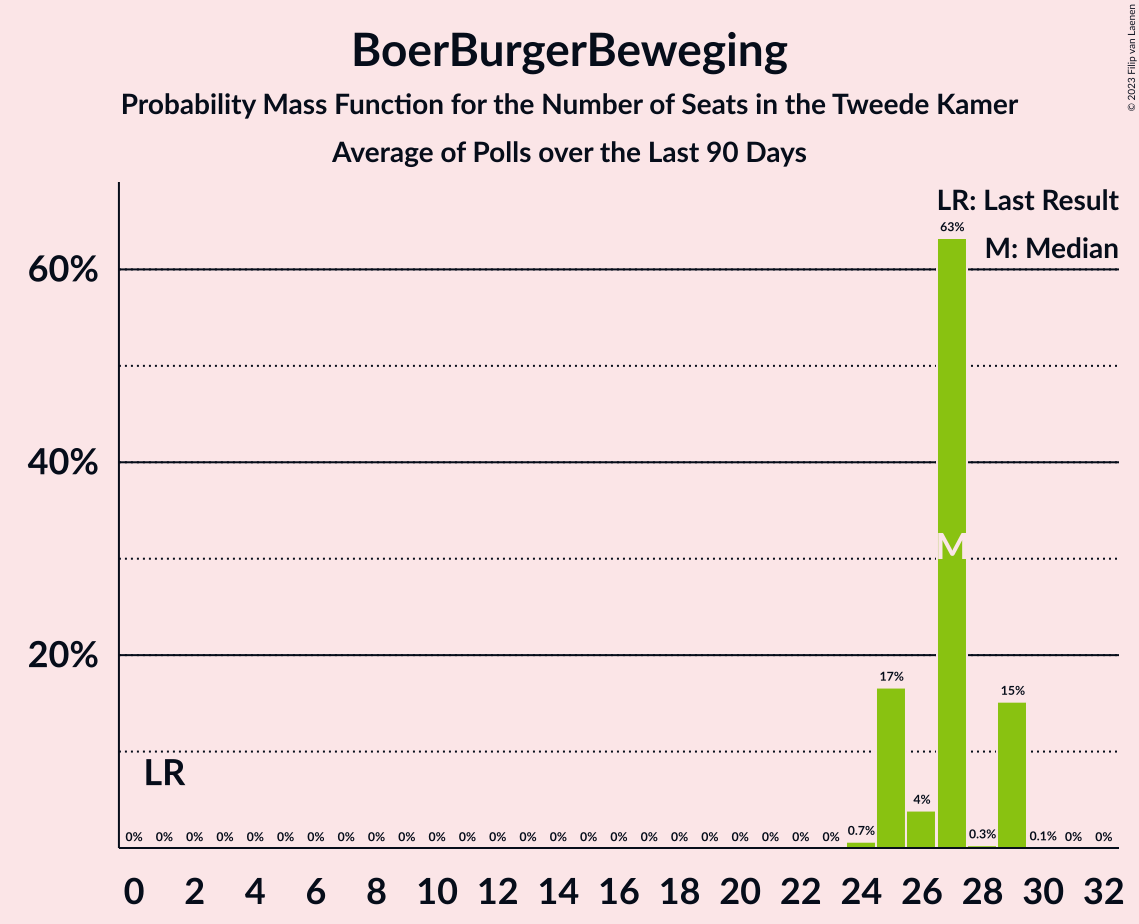 BoerBurgerBeweging
Probability Mass Function for the Number of Seats in the Tweede Kamer
Average of Polls over the Last 90 Days
© 2023 Filip van Laenen
LR: Last Result
M: Median
63%
60%
40%
M
20%
17%
15%
LR
4%
0% 0% 0% 0% 0% 0% 0% 0% 0% 0% 0% 0% 0% 0% 0% 0% 0% 0% 0% 0% 0% 0% 0% 0% 0.7% 0.3% 0.1% 0% 0%
0 2 4 6 8 10 12 14 16 18 20 22 24 26 28 30 32